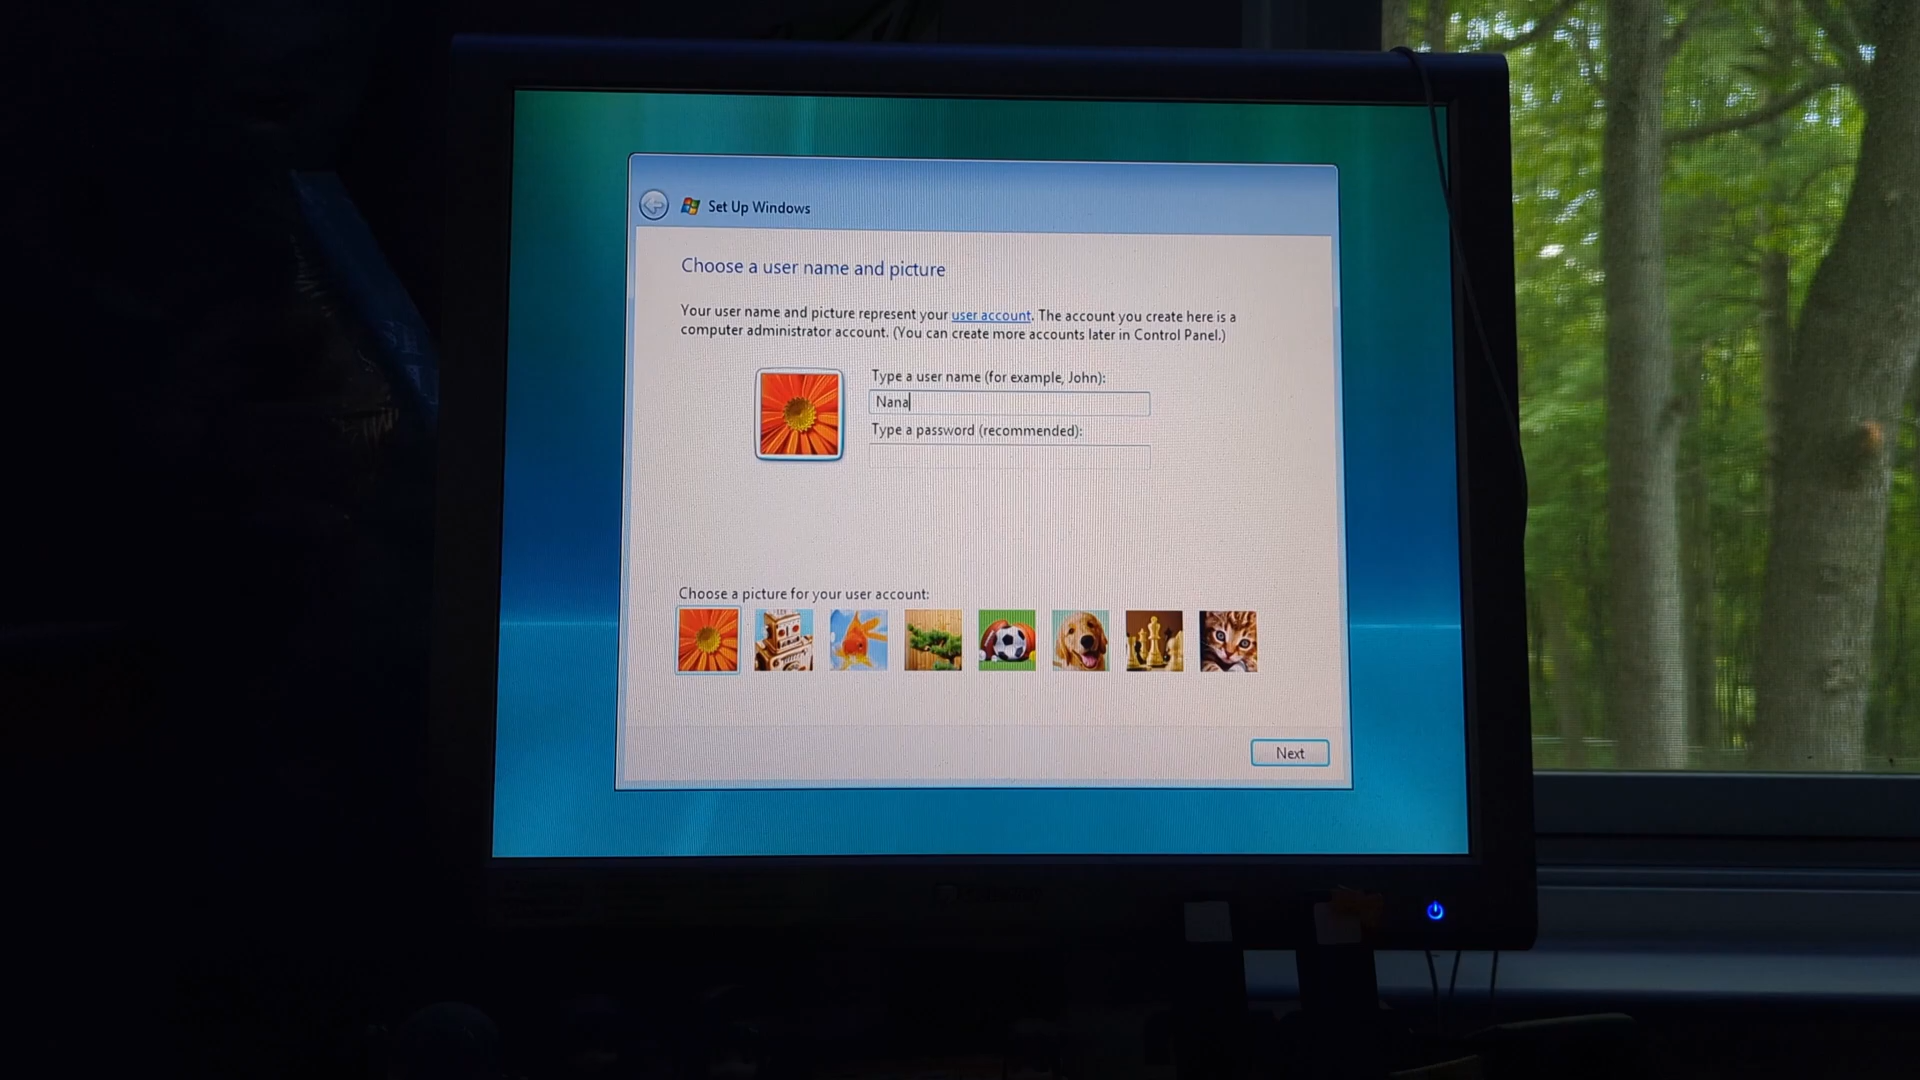 Set Up Windows
Choose a user name and picture
Your user name and picture represent your user account. The account you create here is a
computer administrator account. (You can create more accounts later in Control Panel.)
Type a user name (for example, John):
Nana
Type a password (recommended):
Choose a picture for your user account:
Next